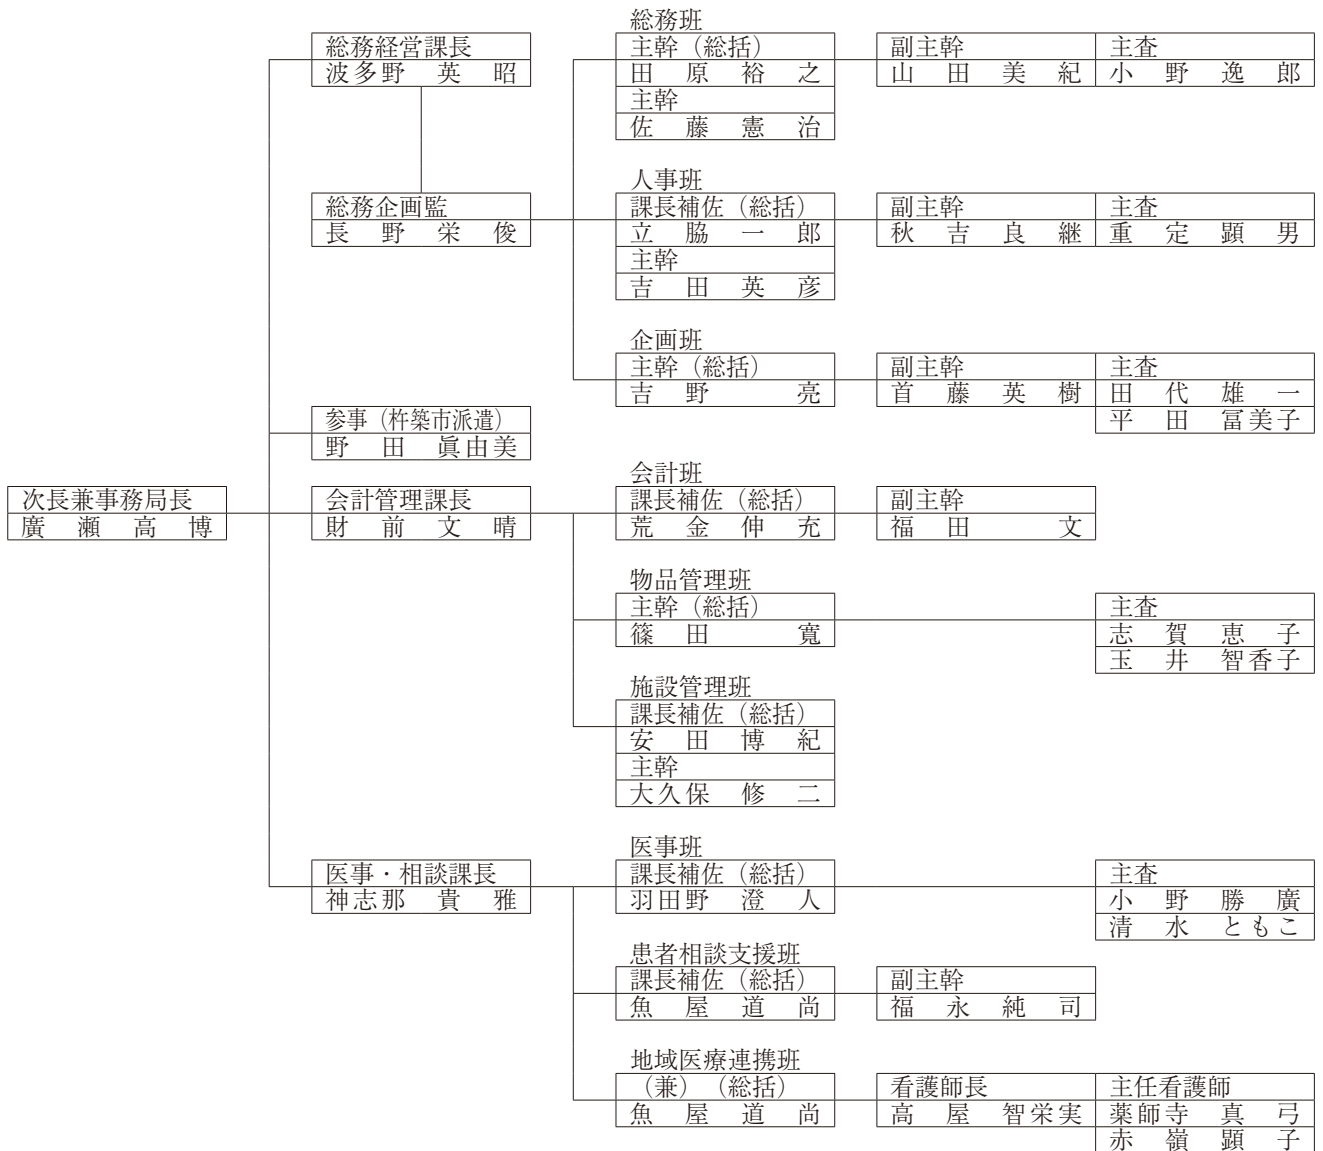 総務班
総務経営課長 主幹（総括） 副主幹 主査
波多野 英 昭 田 原 裕 之 山 田 美 紀 小 野 逸 郎
主幹
佐 藤 憲 治
人事班
総務企画監 課長補佐（総括） 副主幹 主査
長 野 栄 俊 立 脇 一 郎 秋 吉 良 継 重 定 顕 男
主幹
吉 田 英 彦
企画班
主幹（総括） 副主幹 主査
吉 野 亮 首 藤 英 樹 田 代 雄 一
参事（杵築市派遣） 平 田 冨美子
野 田 眞由美
会計班
次長兼事務局長 会計管理課長 課長補佐（総括） 副主幹
廣 瀬 高 博 財 前 文 晴 荒 金 伸 充 福 田 文
物品管理班
主幹（総括） 主査
篠 田 寛 志 賀 恵 子
玉 井 智香子
施設管理班
課長補佐（総括）
安 田 博 紀
主幹
大久保 修 二
医事班
医事・相談課長 課長補佐（総括） 主査
神志那 貴 雅 羽田野 澄 人 小 野 勝 廣
清 水 ともこ
患者相談支援班
課長補佐（総括） 副主幹
魚 屋 道 尚 福 永 純 司
地域医療連携班
（兼）（総括） 看護師長 主任看護師
魚 屋 道 尚 高 屋 智栄実 薬師寺 真 弓
赤 嶺 顕 子